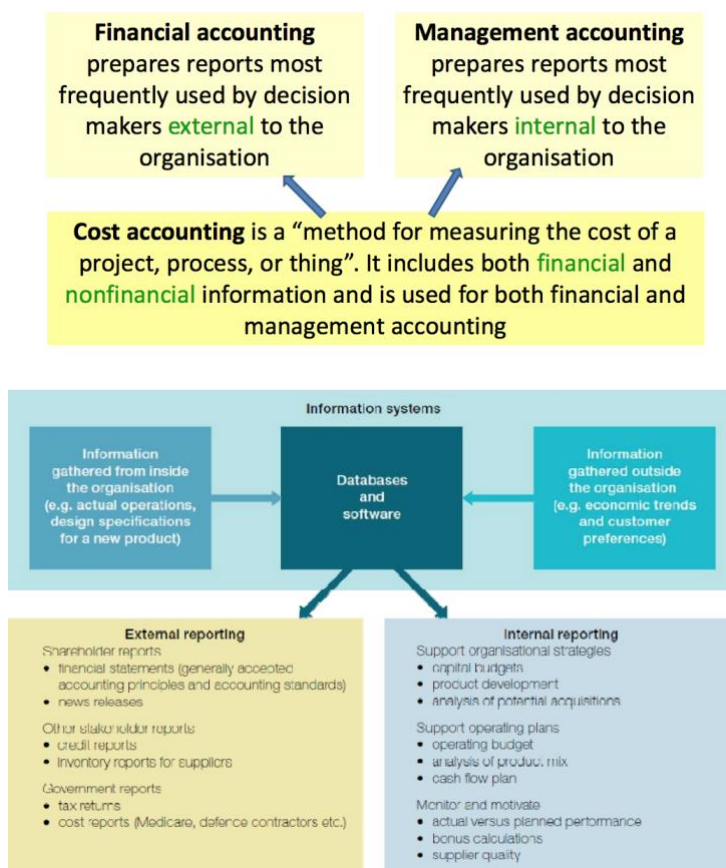 Financial accounting
prepares reports most
frequently used by decision
makers external to the
organisation
Management accounting
prepares reports most
frequently used by decision
makers internal to the
organisation
Cost accounting is a “method for measuring the cost of a
project, process, or thing”. It includes both financial and
nonfinancial information and is used for both financial and
management accounting
Information systems
Information
gathered from inside
the organisation
(e.g. actual operations,
design specifications
for a new product)
Databases
and
software
Information
gathered outside
the organisation
(e.g. economic trends
and customer
preferences)
External reporting
Shareholder reports
• financial statements (generally accepted
accounting principles and accounting standards)
• news releases
Other stakeholder reports
• credit reports
• inventory reports for suppliers
Government reports
• tax returns
• cost reports (Medicare, defence contractors etc.)
Internal reporting
Support organisational strategies
• capital budgets
• product development
• analysis of potential acquisitions
Support operating plans
• operating budget
• analysis of product mix
• cash flow plan
Monitor and motivate
• actual versus planned performance
• bonus calculations
• supplier quality